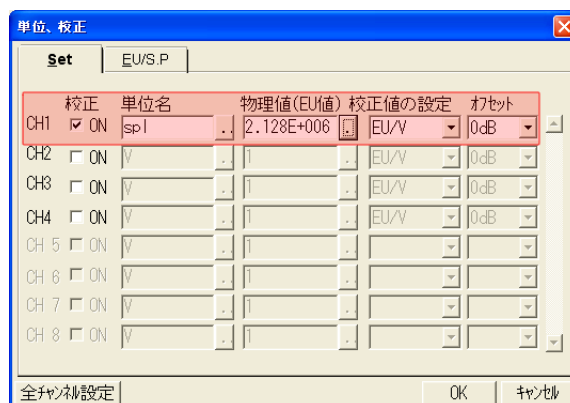 単位、校正
Set EU/S.P
校正 単位名 物理値(EU値) 校正値の設定 オフセット
CH1 ON spl .. 2.128E+006 .. EU/V 0dB
CH2 ON V .. 1 .. EU/V 0dB
CH3 ON V .. 1 .. EU/V 0dB
CH4 ON V .. 1 .. EU/V 0dB
CH 5 ON V .. 1 ..
CH 6 ON V .. 1 ..
CH 7 ON V .. 1 ..
CH 8 ON V .. 1 ..
全チャンネル設定 OK キャンセル